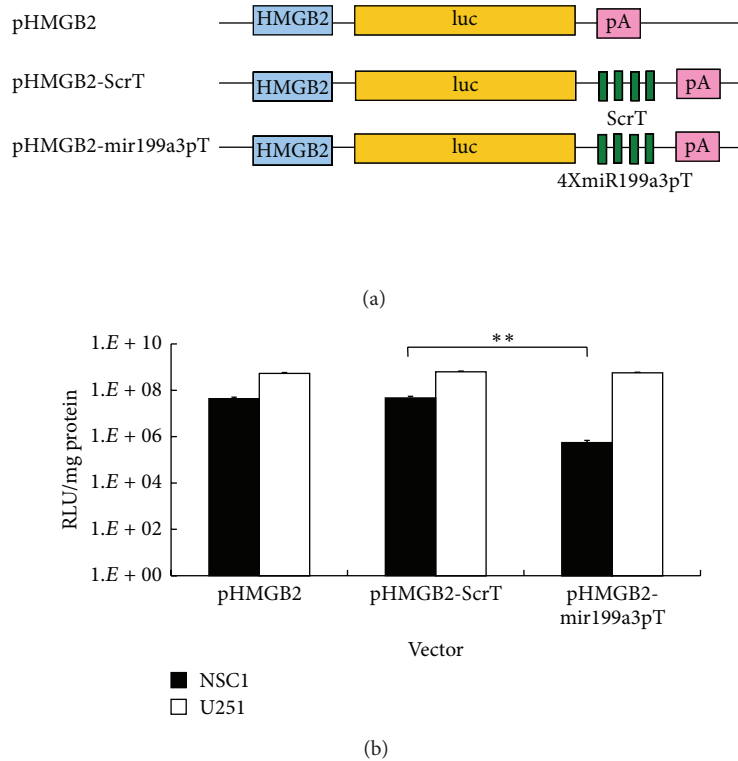 pHMGB2
HMGB2
luc
pA
pHMGB2-ScrT
HMGB2
luc
pA
ScrT
pHMGB2-mir199a3pT
HMGB2
luc
pA
4XmiR199a3pT
(a)
RLU/mg protein
1.E + 10
1.E + 08
1.E + 06
1.E + 04
1.E + 02
1.E + 00
**
pHMGB2
pHMGB2-ScrT
pHMGB2-
mir199a3pT
Vector
NSC1
U251
(b)